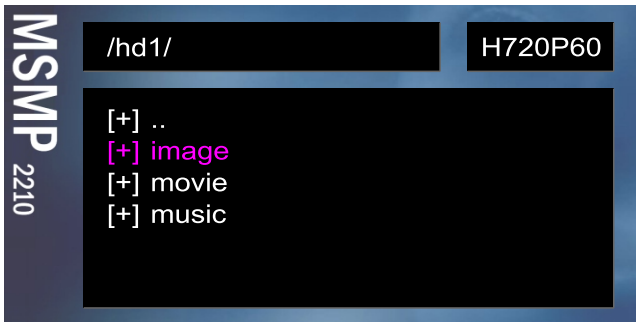 MSMP 2210
/hd1/
H720P60
[+] ..
[+] image
[+] movie
[+] music